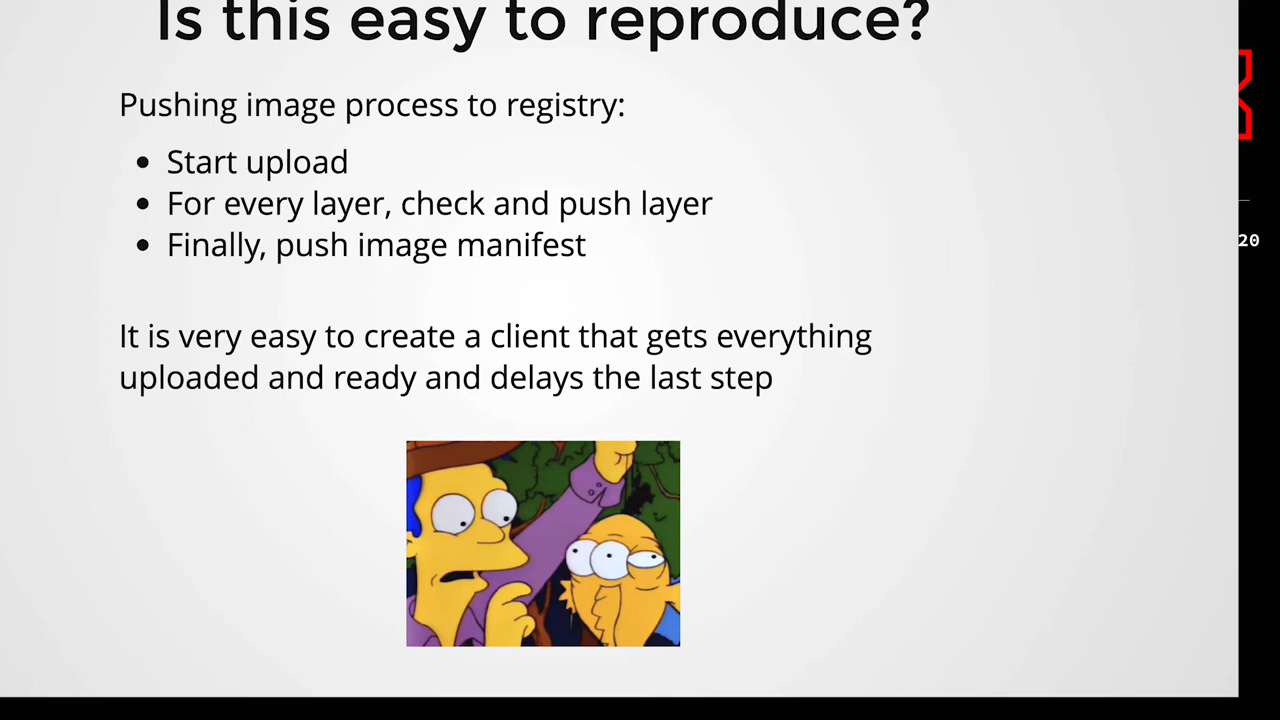 Is this easy to reproduce?
Pushing image process to registry:
Start upload
For every layer, check and push layer
Finally, push image manifest
It is very easy to create a client that gets everything
uploaded and ready and delays the last step
20